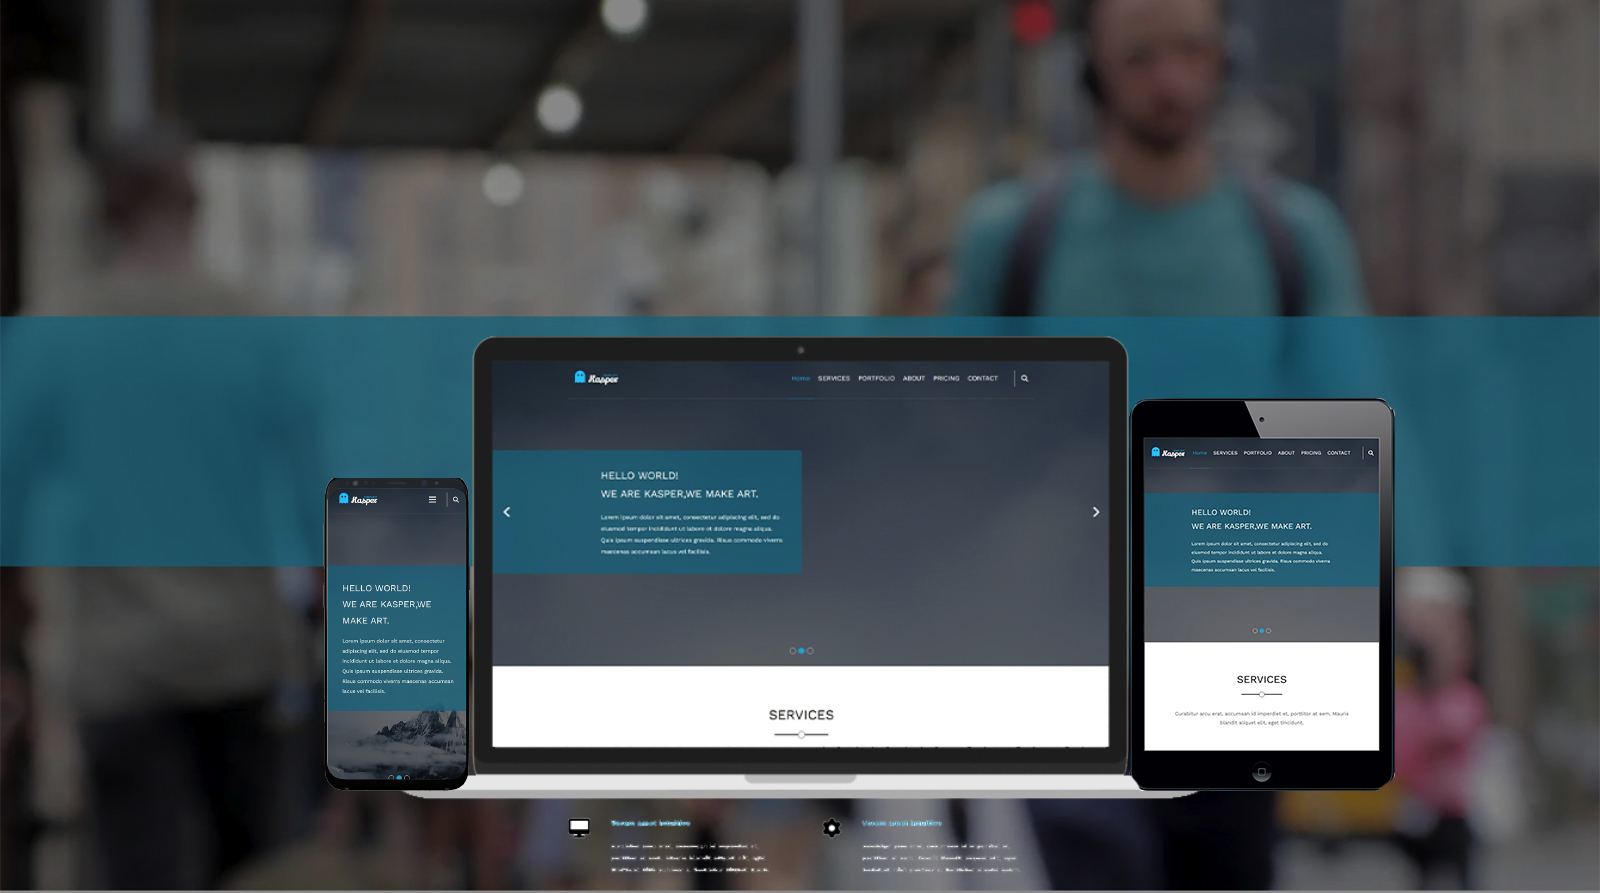 Kasper
Home SERVICES PORTFOLIO ABOUT PRICING CONTACT
HELLO WORLD!
WE ARE KASPER,WE MAKE ART.
Lorem ipsum dolor sit amet, consectetur adipiscing elit, sed do
eiusmod tempor incididunt ut labore et dolore magna aliqua.
Quis ipsum suspendisse ultrices gravida. Risus commodo viverra
maecenas accumsan lacus vel facilisis.
SERVICES
Kasper
HELLO WORLD!
WE ARE KASPER,WE
MAKE ART.
Lorem ipsum dolor sit amet, consectetur
adipiscing elit, sed do eiusmod tempor
incididunt ut labore et dolore magna aliqua.
Quis ipsum suspendisse ultrices gravida.
Risus commodo viverra maecenas accumsan
lacus vel facilisis.
Kasper
Home SERVICES PORTFOLIO ABOUT PRICING CONTACT
HELLO WORLD!
WE ARE KASPER,WE MAKE ART.
Lorem ipsum dolor sit amet, consectetur adipiscing elit, sed do
eiusmod tempor incididunt ut labore et dolore magna aliqua.
Quis ipsum suspendisse ultrices gravida. Risus commodo viverra
maecenas accumsan lacus vel facilisis.
SERVICES
Curabitur arcu erat, accumsan id imperdiet et, porttitor at sem. Mauris
blandit aliquet elit, eget tincidunt.